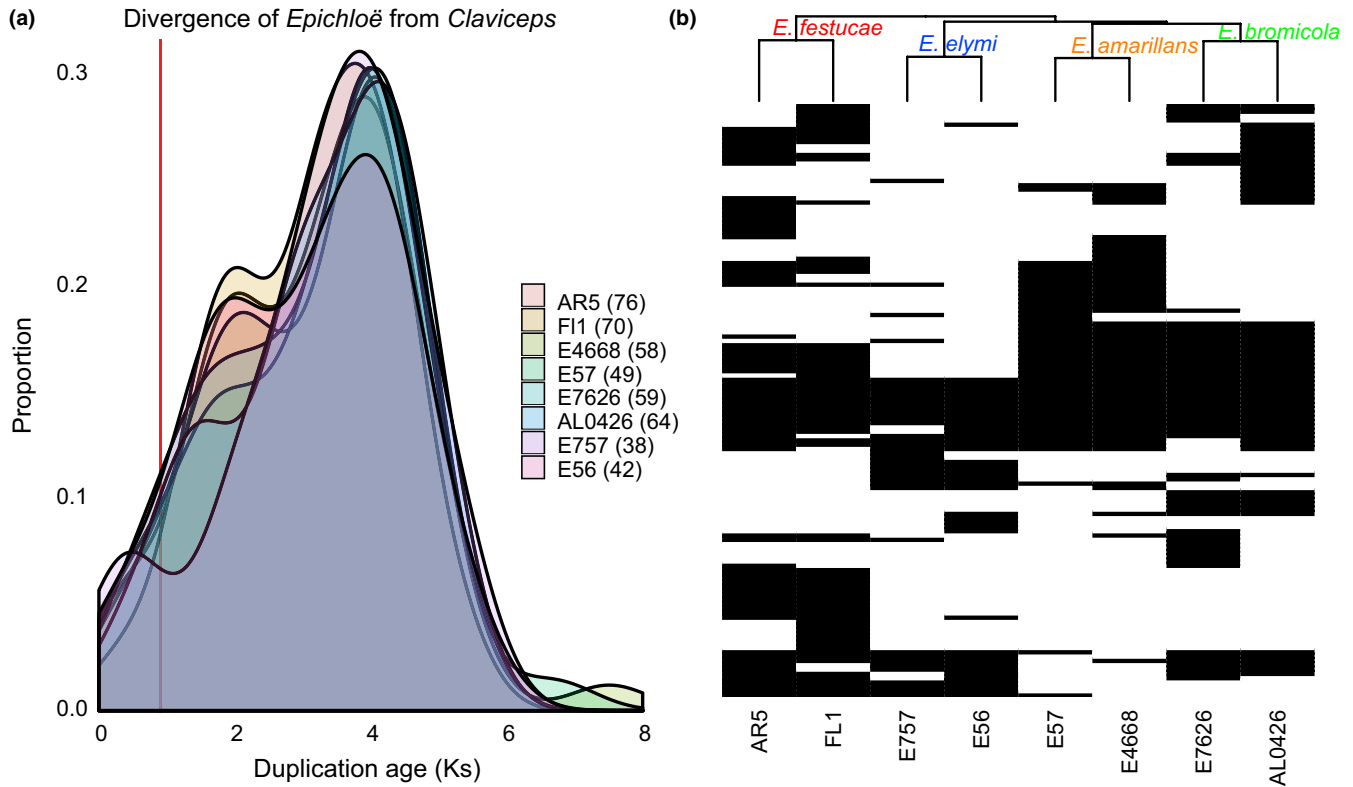 (a)
Divergence of Epichloë from Claviceps
0.3
0.2
0.1
0.0
Proportion
0
2
4
6
8
Duplication age (Ks)
AR5 (76)
Fl1 (70)
E4668 (58)
E57 (49)
E7626 (59)
AL0426 (64)
E757 (38)
E56 (42)
(b)
E. festucae
E. elymi
E. amarillans
E. bromicola
AR5
FL1
E757
E56
E57
E4668
E7626
AL0426